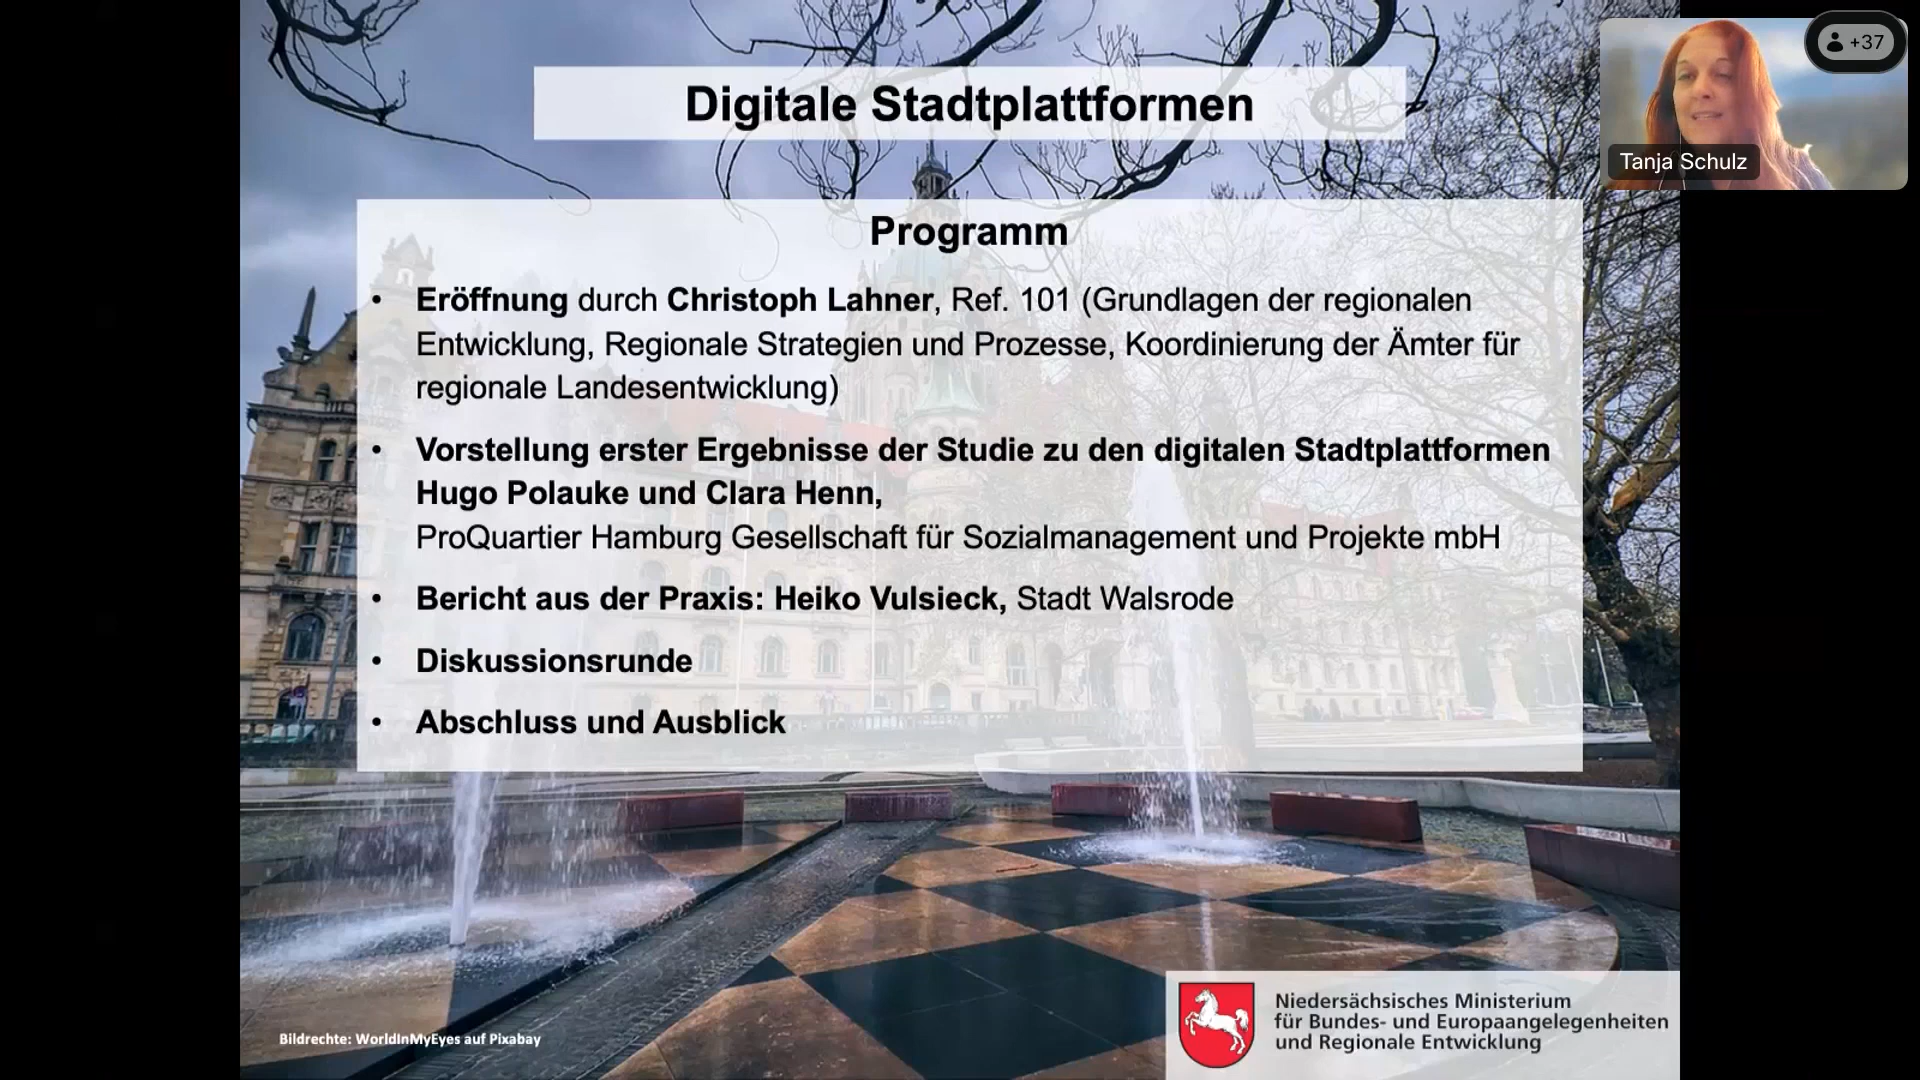 Digitale Stadtplattformen
+37
Tanja Schulz
Programm
• Eröffnung durch Christoph Lahner, Ref. 101 (Grundlagen der regionalen
Entwicklung, Regionale Strategien und Prozesse, Koordinierung der Ämter für
regionale Landesentwicklung)
• Vorstellung erster Ergebnisse der Studie zu den digitalen Stadtplattformen
Hugo Polauke und Clara Henn,
ProQuartier Hamburg Gesellschaft für Sozialmanagement und Projekte mbH
• Bericht aus der Praxis: Heiko Vulsieck, Stadt Walsrode
• Diskussionsrunde
• Abschluss und Ausblick
Bildrechte: WorldInMyEyes auf Pixabay
Niedersächsisches Ministerium
für Bundes- und Europaangelegenheiten
und Regionale Entwicklung